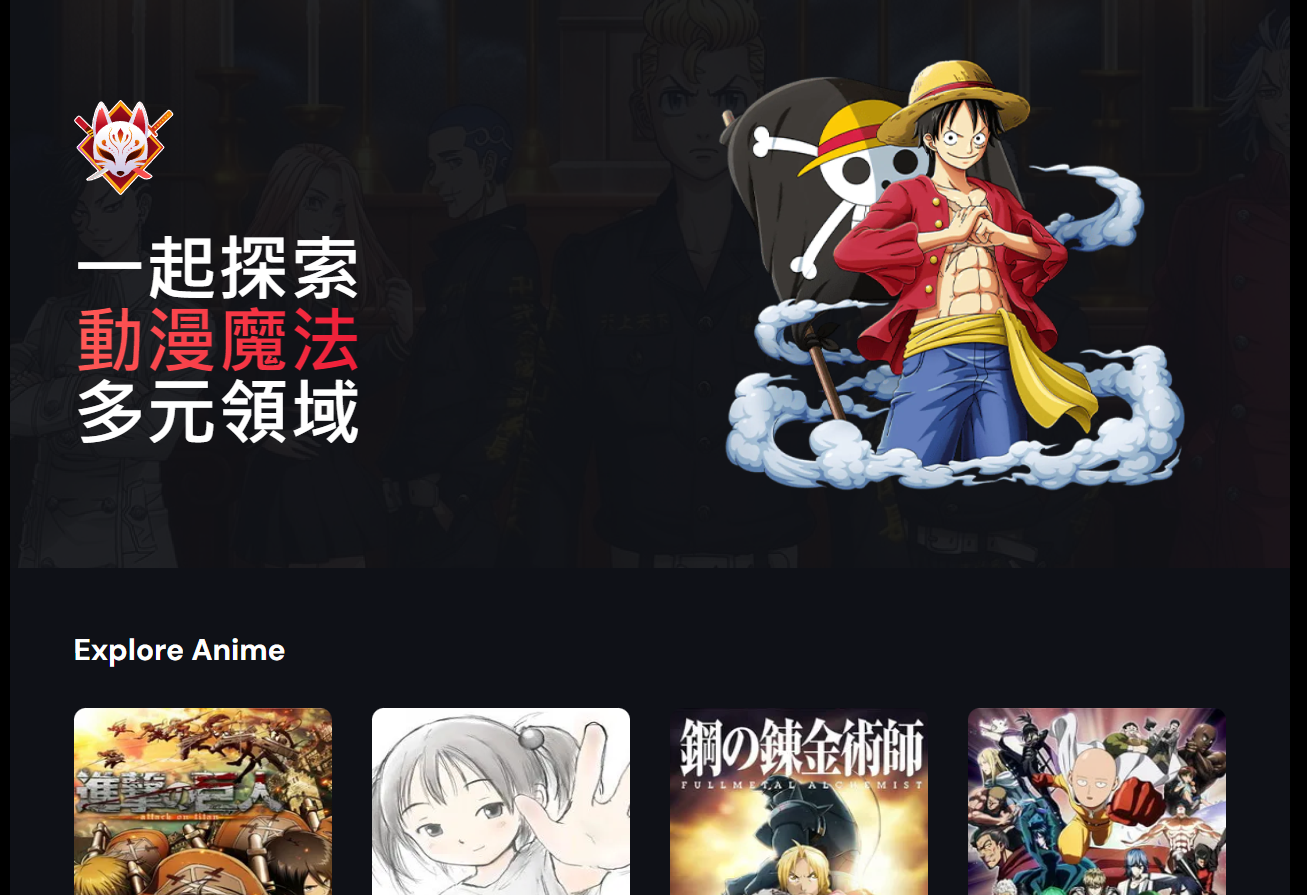 一起探索
動漫魔法
多元領域
Explore Anime
進撃の巨人
attack on titan
鋼の錬金術師
FULLMETAL ALCHEMIST